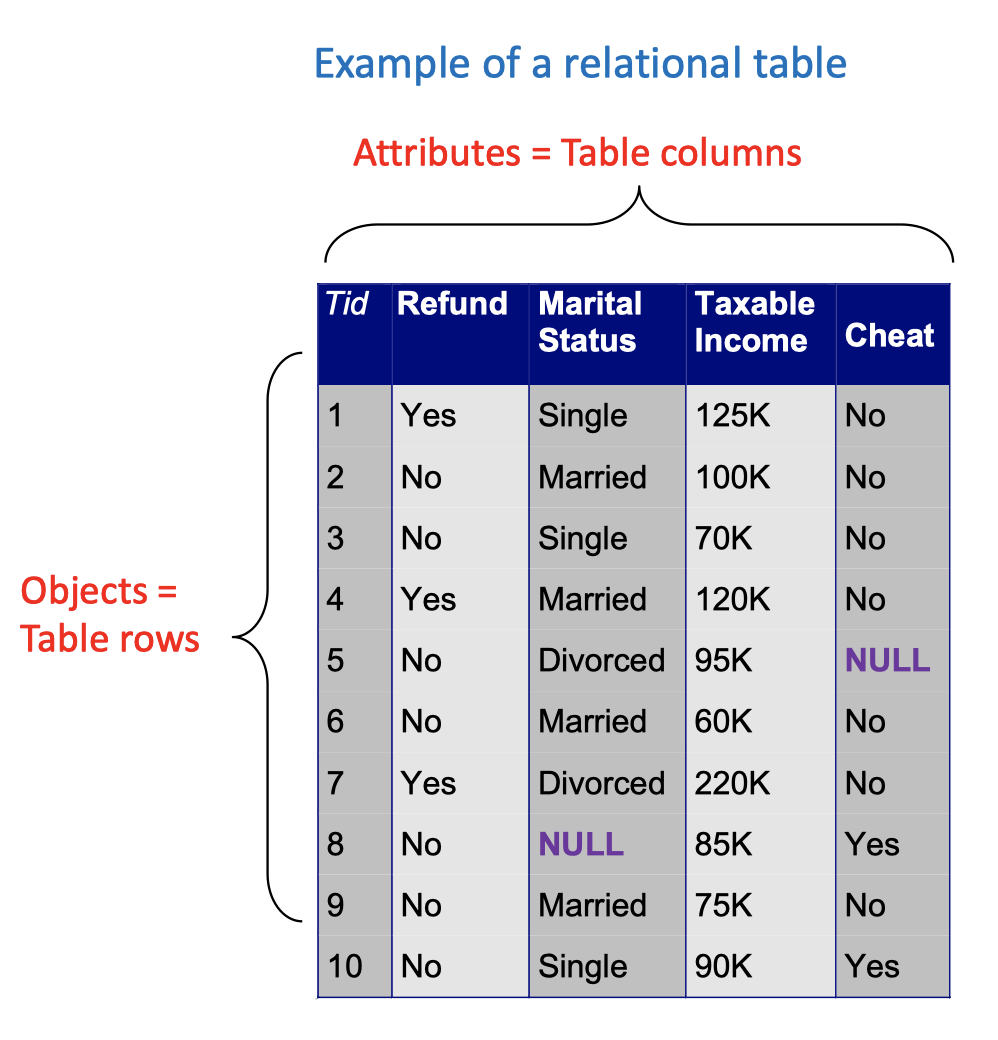 Example of a relational table
Attributes = Table columns
Tid Refund Marital Status Taxable Income Cheat
1 Yes Single 125K No
2 No Married 100K No
3 No Single 70K No
4 Yes Married 120K No
5 No Divorced 95K NULL
6 No Married 60K No
7 Yes Divorced 220K No
8 No NULL 85K Yes
9 No Married 75K No
10 No Single 90K Yes
Objects =
Table rows